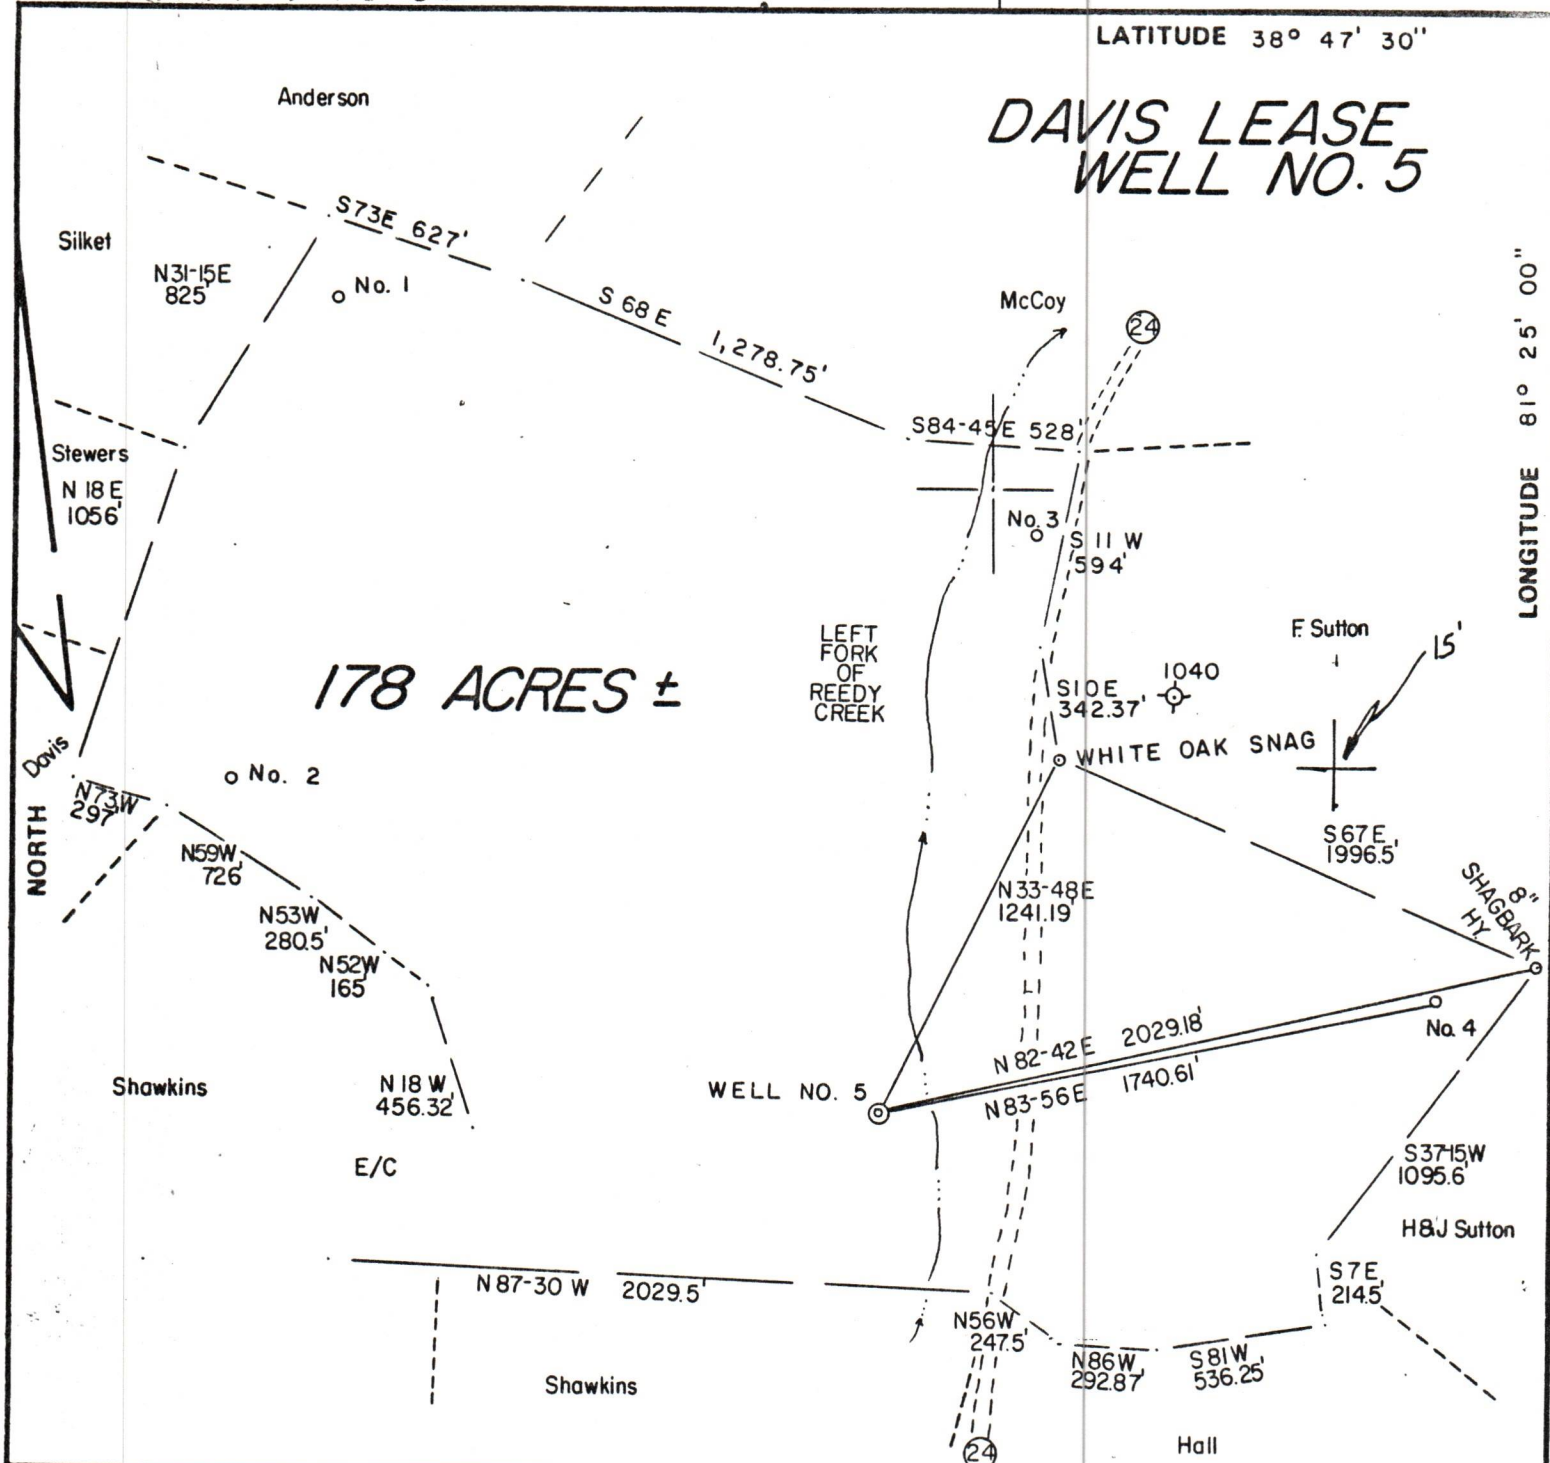 LATITUDE 38° 47' 30"
DAVIS LEASE
WELL NO. 5
Anderson
S73E 627'
Silket
N31-15E
825'
No. 1
S 68 E 1,278.75'
McCoy
24
LONGITUDE 81° 25' 00"
S84-45E 528'
Stewers
N 18 E
1056'
No. 3
S 11 W
594'
LEFT
FORK
OF
REEDY
CREEK
F. Sutton
15'
178 ACRES ±
1040
S10E
342.37'
WHITE OAK SNAG
Davis
No. 2
N73W
297'
NORTH
S67E
1996.5'
N59W
726'
8"
SHAGBARK
HY.
N33-48E
1241.19'
N53W
280.5'
N52W
165'
N 82-42E 2029.18'
No. 4
N 83-56E 1740.61'
Shawkins
N 18 W
456.32'
WELL NO. 5
E/C
S37-15W
1095.6'
H&J Sutton
N 87-30 W 2029.5'
S7E
214.5'
N56W
247.5'
N86W
292.87'
S81W
536.25'
Shawkins
Hall
24